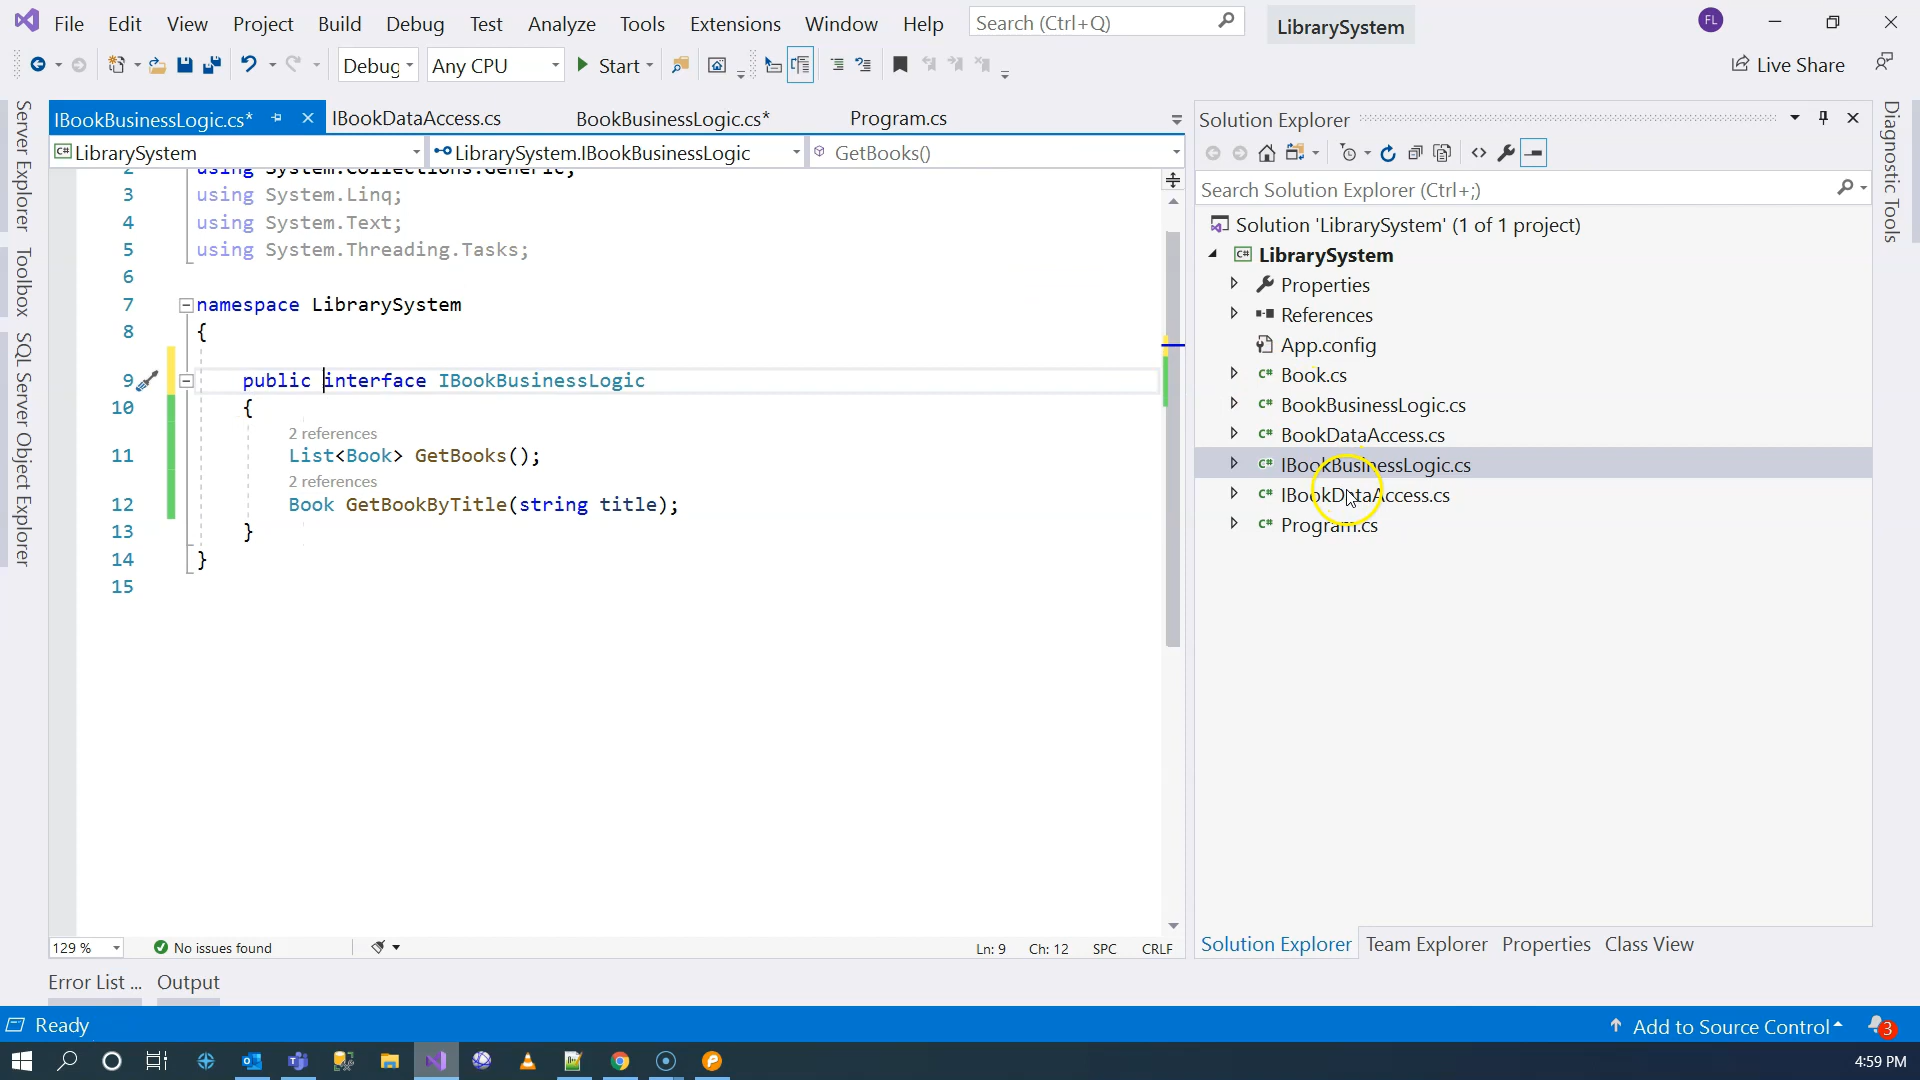 File Edit View Project Build Debug Test Analyze Tools Extensions Window Help Search (Ctrl+Q) LibrarySystem FL
Debug Any CPU Start Live Share
IBookBusinessLogic.cs* IBookDataAccess.cs BookBusinessLogic.cs* Program.cs
LibrarySystem LibrarySystem.IBookBusinessLogic GetBooks()
2 using System.Collections.Generic;
3 using System.Linq;
4 using System.Text;
5 using System.Threading.Tasks;
6
7 namespace LibrarySystem
8 {
9 public interface IBookBusinessLogic
10 {
2 references
11 List<Book> GetBooks();
2 references
12 Book GetBookByTitle(string title);
13 }
14 }
15
129 % No issues found Ln: 9 Ch: 12 SPC CRLF
Server Explorer
Toolbox
SQL Server Object Explorer
Solution Explorer
Search Solution Explorer (Ctrl+;)
Solution 'LibrarySystem' (1 of 1 project)
C# LibrarySystem
Properties
References
App.config
C# Book.cs
C# BookBusinessLogic.cs
C# BookDataAccess.cs
C# IBookBusinessLogic.cs
C# IBookDataAccess.cs
C# Program.cs
Solution Explorer Team Explorer Properties Class View
Diagnostic Tools
Error List ... Output
Ready Add to Source Control 3
4:59 PM